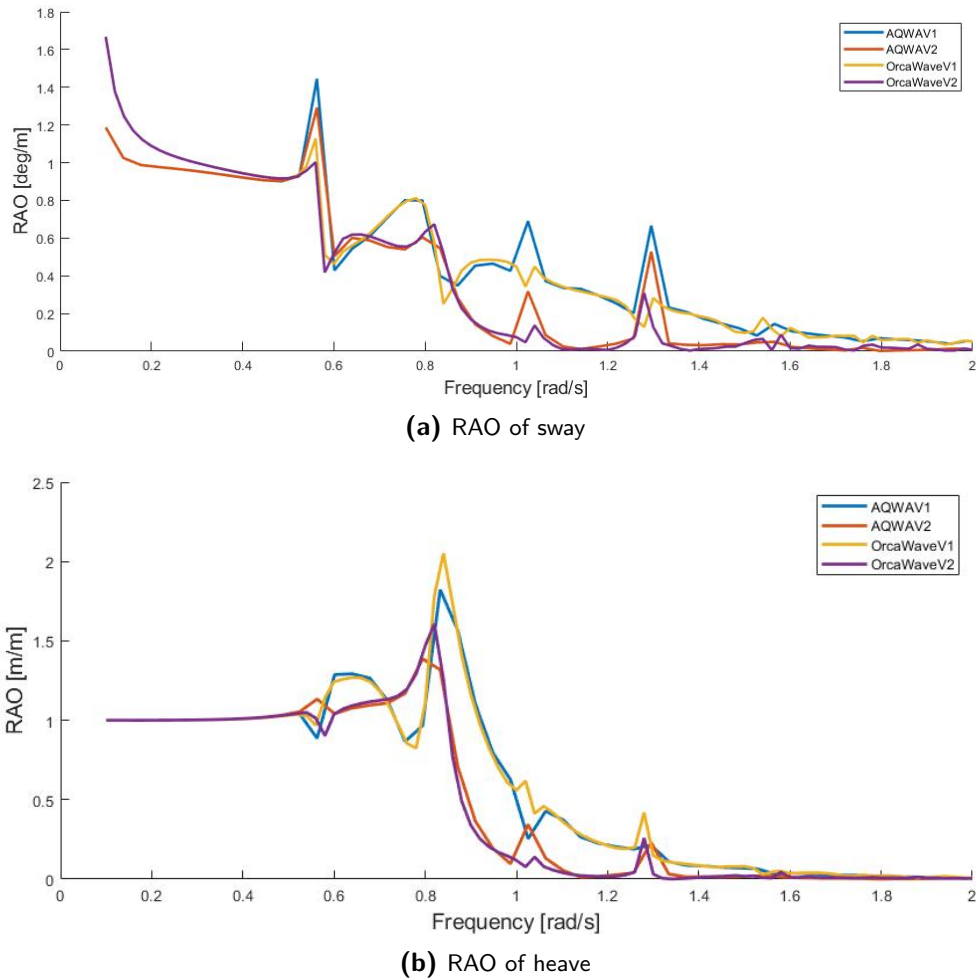 1.8
1.6
1.4
1.2
1
0.8
0.6
0.4
0.2
0
RAO [deg/m]
AQWAV1
AQWAV2
OrcaWaveV1
OrcaWaveV2
0 0.2 0.4 0.6 0.8 1 1.2 1.4 1.6 1.8 2
Frequency [rad/s]
(a) RAO of sway
2.5
2
1.5
1
0.5
0
RAO [m/m]
AQWAV1
AQWAV2
OrcaWaveV1
OrcaWaveV2
0 0.2 0.4 0.6 0.8 1 1.2 1.4 1.6 1.8 2
Frequency [rad/s]
(b) RAO of heave